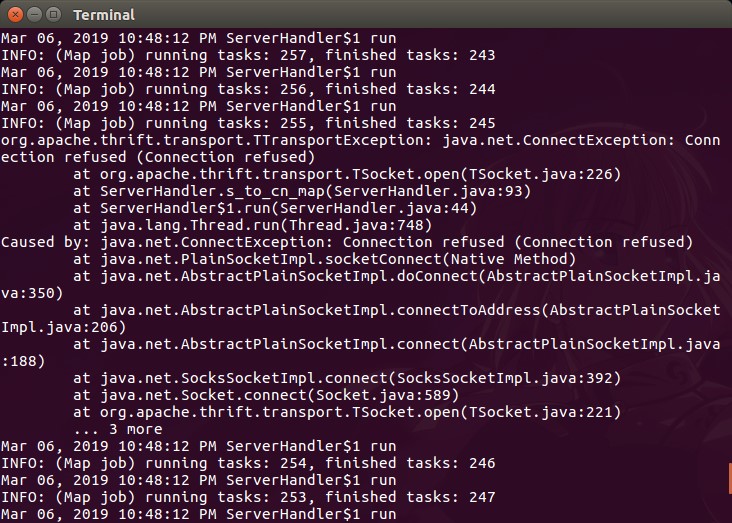 Terminal
Mar 06, 2019 10:48:12 PM ServerHandler$1 run
INFO: (Map job) running tasks: 257, finished tasks: 243
Mar 06, 2019 10:48:12 PM ServerHandler$1 run
INFO: (Map job) running tasks: 256, finished tasks: 244
Mar 06, 2019 10:48:12 PM ServerHandler$1 run
INFO: (Map job) running tasks: 255, finished tasks: 245
org.apache.thrift.transport.TTransportException: java.net.ConnectException: Conn
ection refused (Connection refused)
        at org.apache.thrift.transport.TSocket.open(TSocket.java:226)
        at ServerHandler.s_to_cn_map(ServerHandler.java:93)
        at ServerHandler$1.run(ServerHandler.java:44)
        at java.lang.Thread.run(Thread.java:748)
Caused by: java.net.ConnectException: Connection refused (Connection refused)
        at java.net.PlainSocketImpl.socketConnect(Native Method)
        at java.net.AbstractPlainSocketImpl.doConnect(AbstractPlainSocketImpl.ja
va:350)
        at java.net.AbstractPlainSocketImpl.connectToAddress(AbstractPlainSocket
Impl.java:206)
        at java.net.AbstractPlainSocketImpl.connect(AbstractPlainSocketImpl.java
:188)
        at java.net.SocksSocketImpl.connect(SocksSocketImpl.java:392)
        at java.net.Socket.connect(Socket.java:589)
        at org.apache.thrift.transport.TSocket.open(TSocket.java:221)
        ... 3 more
Mar 06, 2019 10:48:12 PM ServerHandler$1 run
INFO: (Map job) running tasks: 254, finished tasks: 246
Mar 06, 2019 10:48:12 PM ServerHandler$1 run
INFO: (Map job) running tasks: 253, finished tasks: 247
Mar 06, 2019 10:48:12 PM ServerHandler$1 run